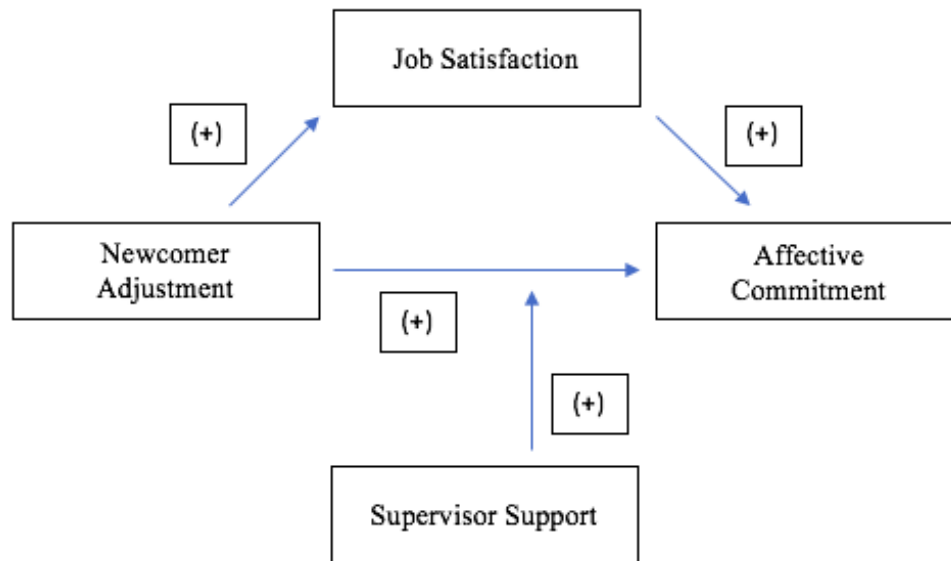 Job Satisfaction
(+)
(+)
Newcomer
Adjustment
Affective
Commitment
(+)
(+)
Supervisor Support